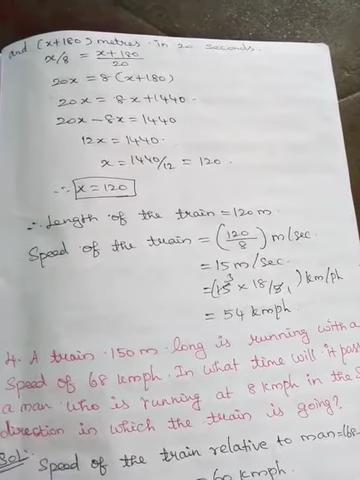 and (x+180) metres in 20 seconds.
x/8 = x+180/20
20x = 8(x+180)
20x = 8x+1440.
20x-8x = 1440
12x = 1440.
x = 1440/12 = 120.
∴ x = 120
∴ Length of the train = 120 m.
Speed of the train = (120/8) m/sec.
= 15 m/sec.
= (15 3 × 18/5 1) km/ph
= 54 kmph.
4. A train 150 m long is running with a
Speed of 68 kmph. In what time will it pass
a man who is running at 8 kmph in the
direction in which the train is going?
Sol: Speed of the train relative to man = (68-
= 60 kmph.